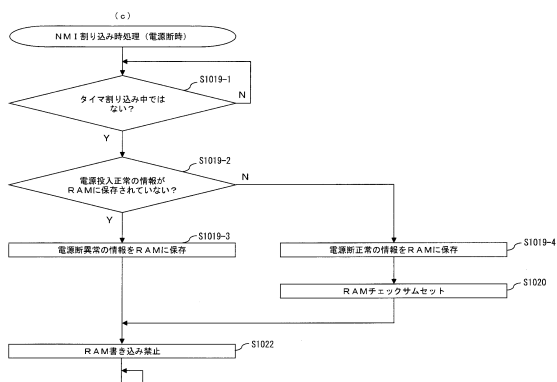 (c)
NMI割り込み時処理(電源断時)
S1019-1
タイマ割り込み中では
ない?
N
Y
S1019-2
電源投入正常の情報が
RAMに保存されていない?
N
Y
S1019-3
電源断異常の情報をRAMに保存
S1019-4
電源断正常の情報をRAMに保存
S1020
RAMチェックサムセット
S1022
RAM書き込み禁止